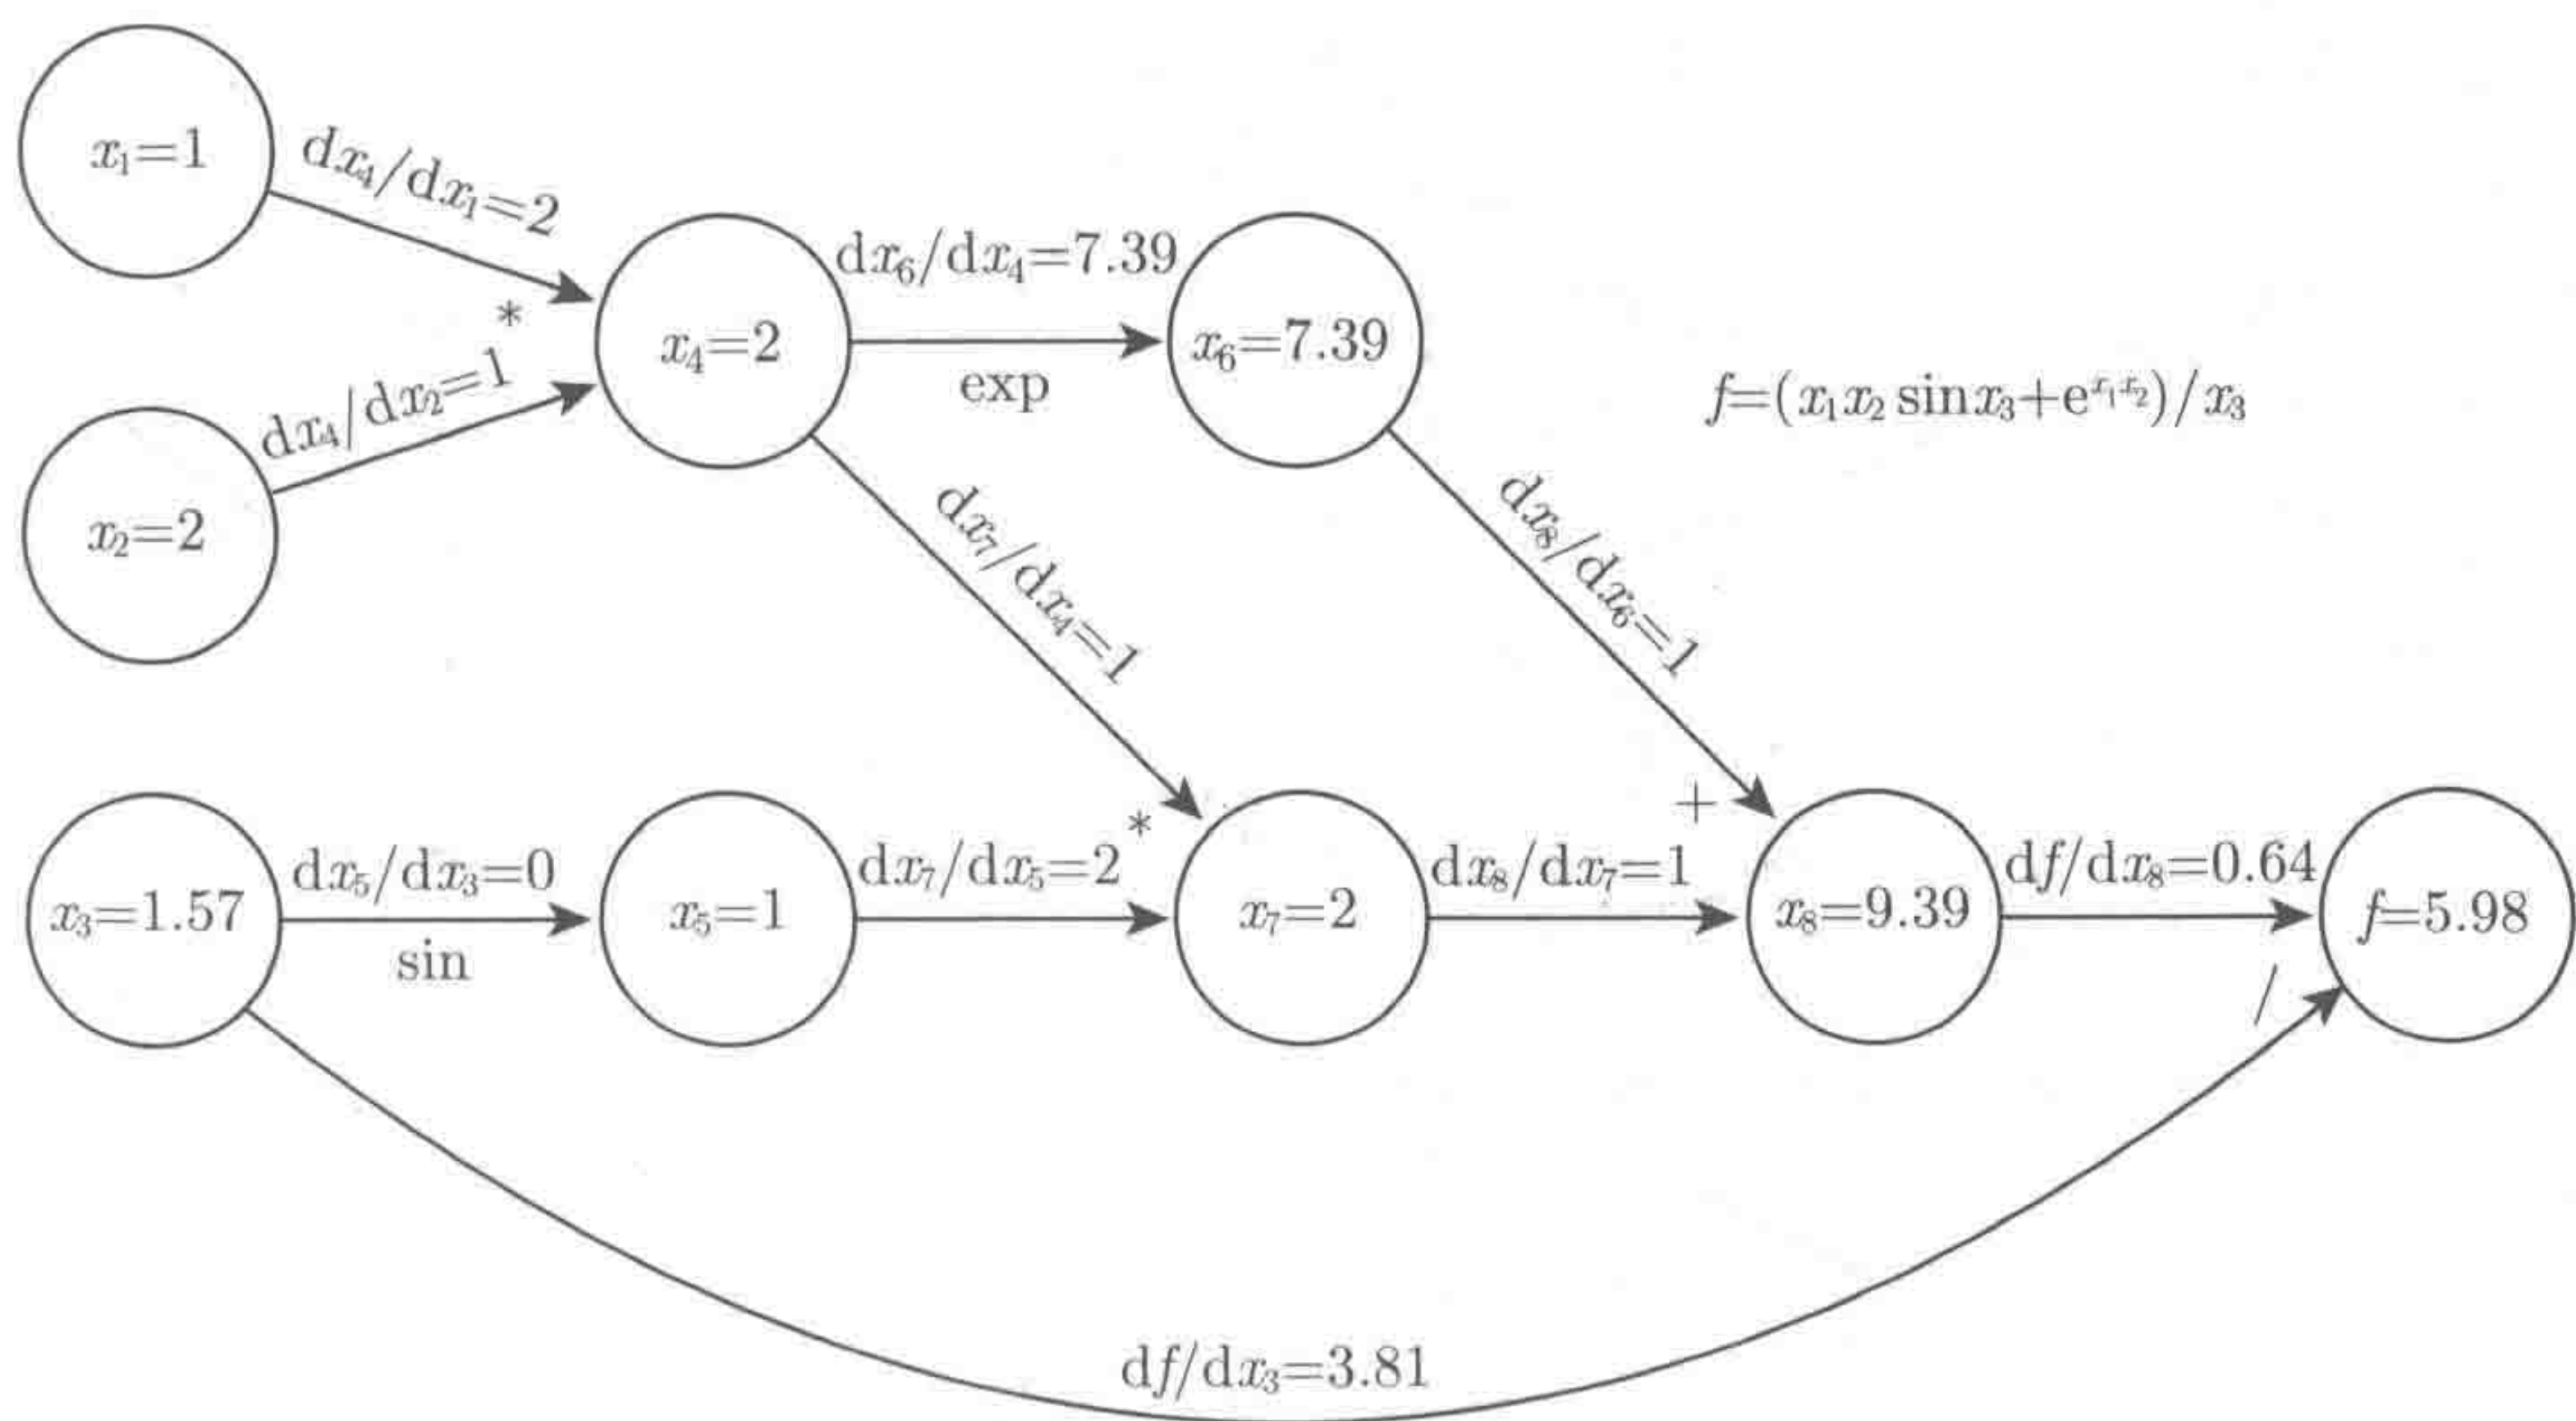 x₁=1
dx₄/dx₁=2
*
dx₄/dx₂=1
x₂=2
x₄=2
dx₆/dx₄=7.39
exp
x₆=7.39
f=(x₁x₂ sinx₃+e^{x₁x₂})/x₃
dx₇/dx₄=1
dx₈/dx₆=1
*
+
x₃=1.57
dx₅/dx₃=0
sin
x₅=1
dx₇/dx₅=2
x₇=2
dx₈/dx₇=1
x₈=9.39
df/dx₈=0.64
/
f=5.98
df/dx₃=3.81